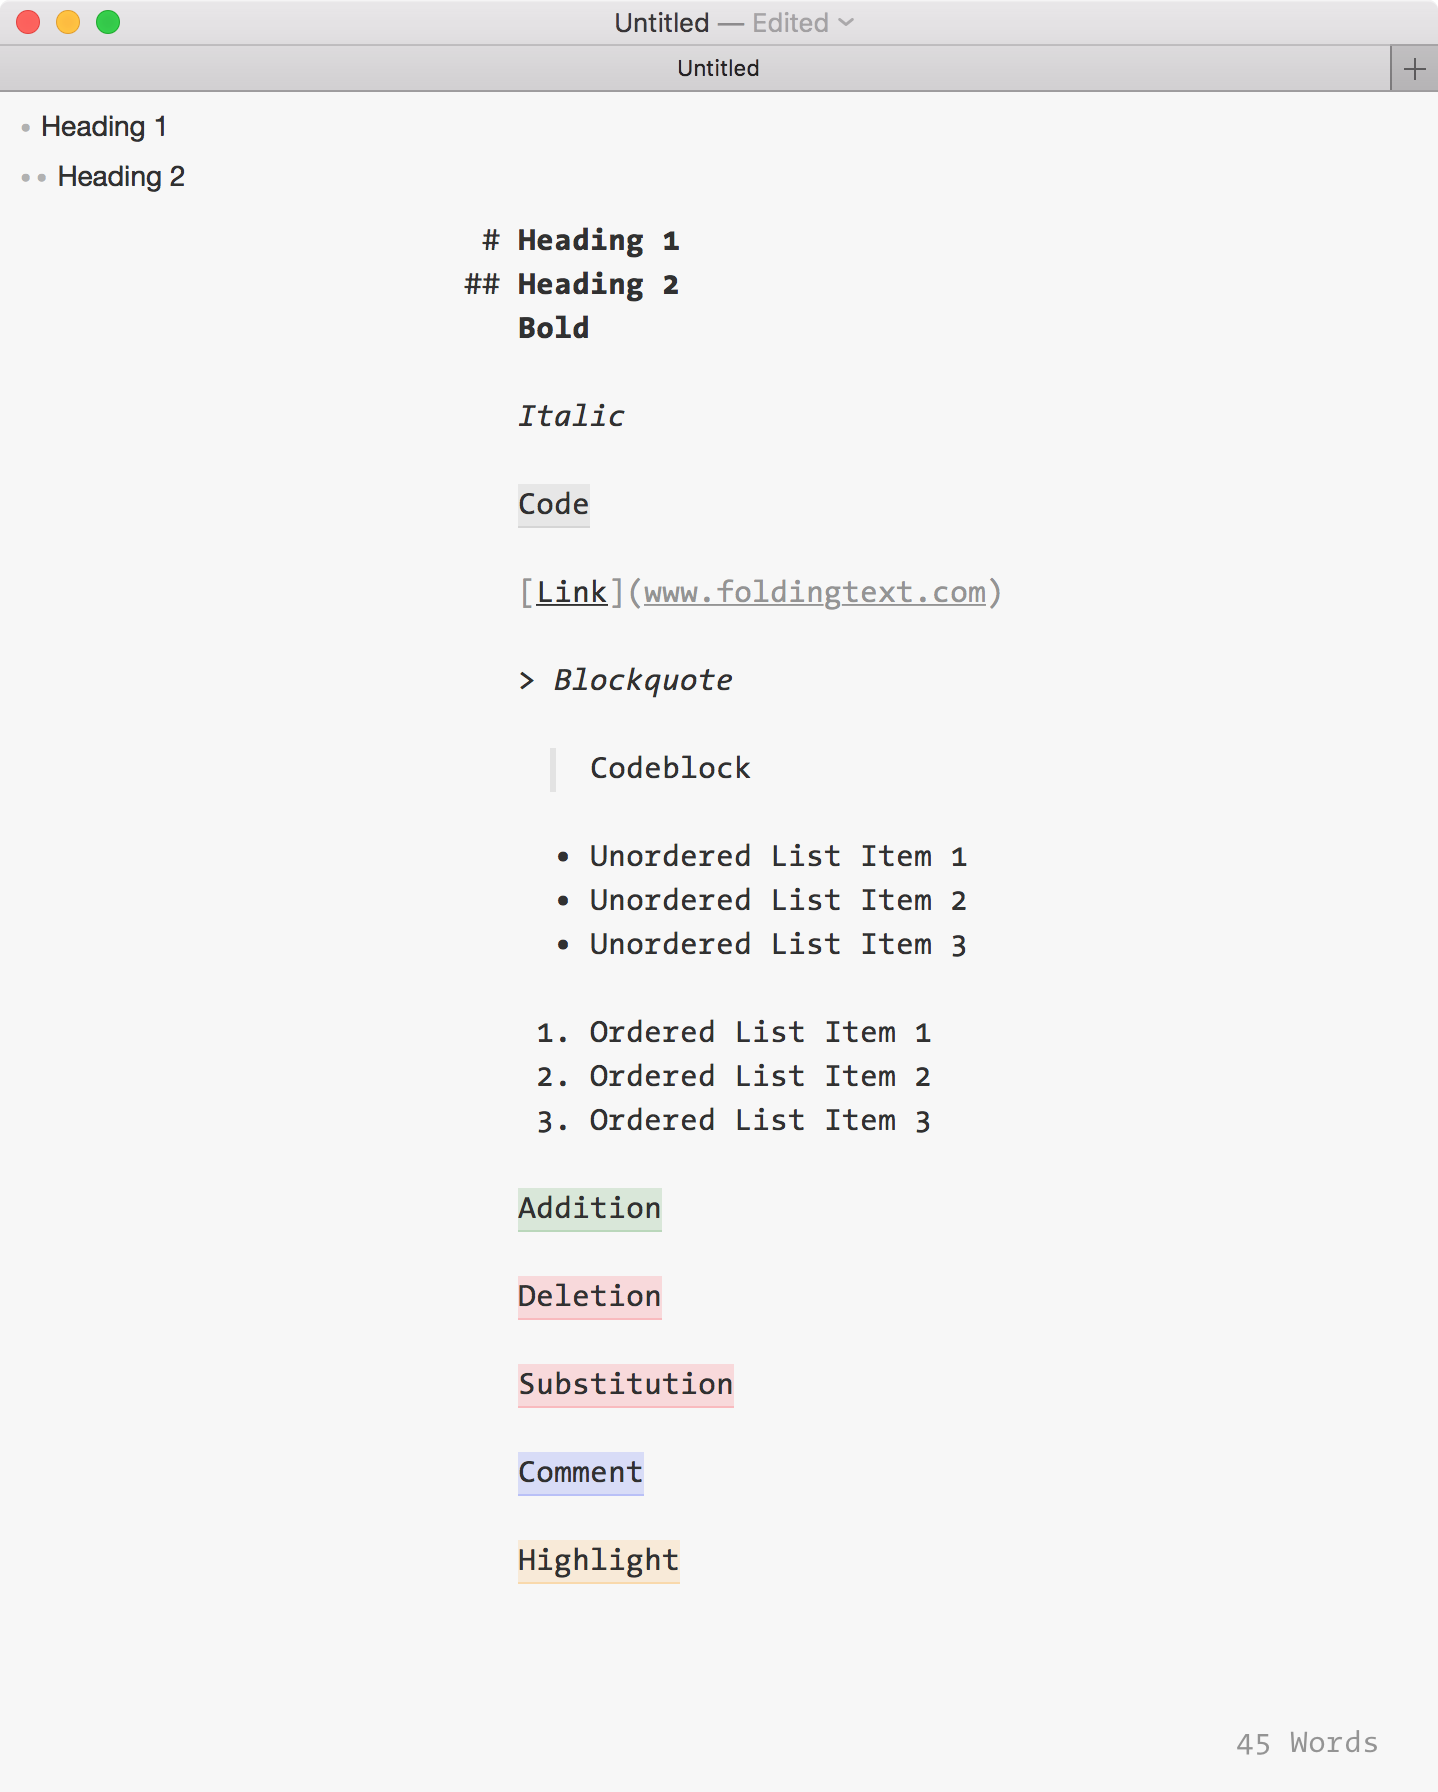 Untitled — Edited
Untitled
• Heading 1
•• Heading 2
# Heading 1
## Heading 2
Bold
Italic
Code
[Link](www.foldingtext.com)
> Blockquote
Codeblock
• Unordered List Item 1
• Unordered List Item 2
• Unordered List Item 3
1. Ordered List Item 1
2. Ordered List Item 2
3. Ordered List Item 3
Addition
Deletion
Substitution
Comment
Highlight
45 Words